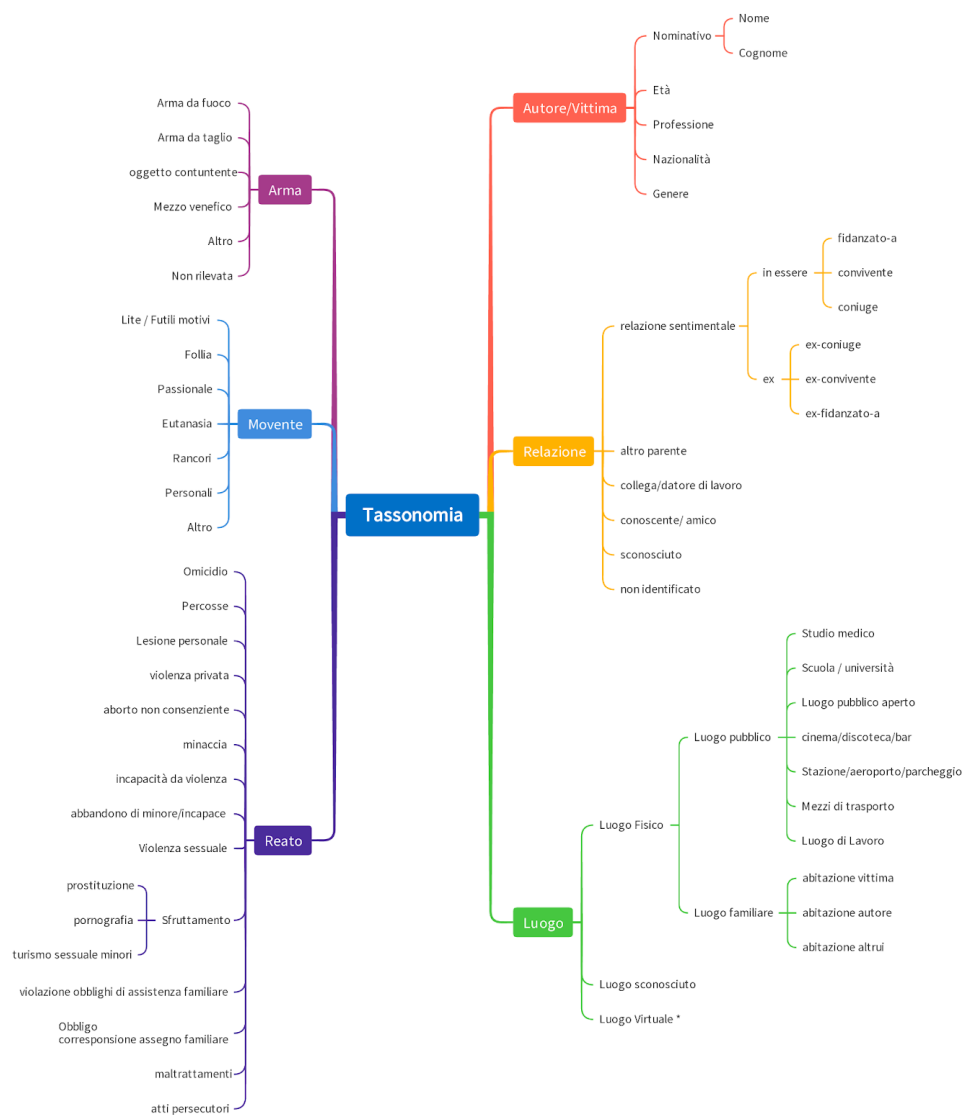 Tassonomia
Autore/Vittima
Nominativo
Nome
Cognome
Età
Professione
Nazionalità
Genere
Relazione
relazione sentimentale
in essere
fidanzato-a
convivente
coniuge
ex
ex-coniuge
ex-convivente
ex-fidanzato-a
altro parente
collega/datore di lavoro
conoscente/ amico
sconosciuto
non identificato
Luogo
Luogo Fisico
Luogo pubblico
Studio medico
Scuola / università
Luogo pubblico aperto
cinema/discoteca/bar
Stazione/aeroporto/parcheggio
Mezzi di trasporto
Luogo di Lavoro
Luogo familiare
abitazione vittima
abitazione autore
abitazione altrui
Luogo sconosciuto
Luogo Virtuale *
Arma
Arma da fuoco
Arma da taglio
oggetto contuntente
Mezzo venefico
Altro
Non rilevata
Movente
Lite / Futili motivi
Follia
Passionale
Eutanasia
Rancori
Personali
Altro
Reato
Omicidio
Percosse
Lesione personale
violenza privata
aborto non consenziente
minaccia
incapacità da violenza
abbandono di minore/incapace
Violenza sessuale
Sfruttamento
prostituzione
pornografia
turismo sessuale minori
violazione obblighi di assistenza familiare
Obbligo
corresponsione assegno familiare
maltrattamenti
atti persecutori